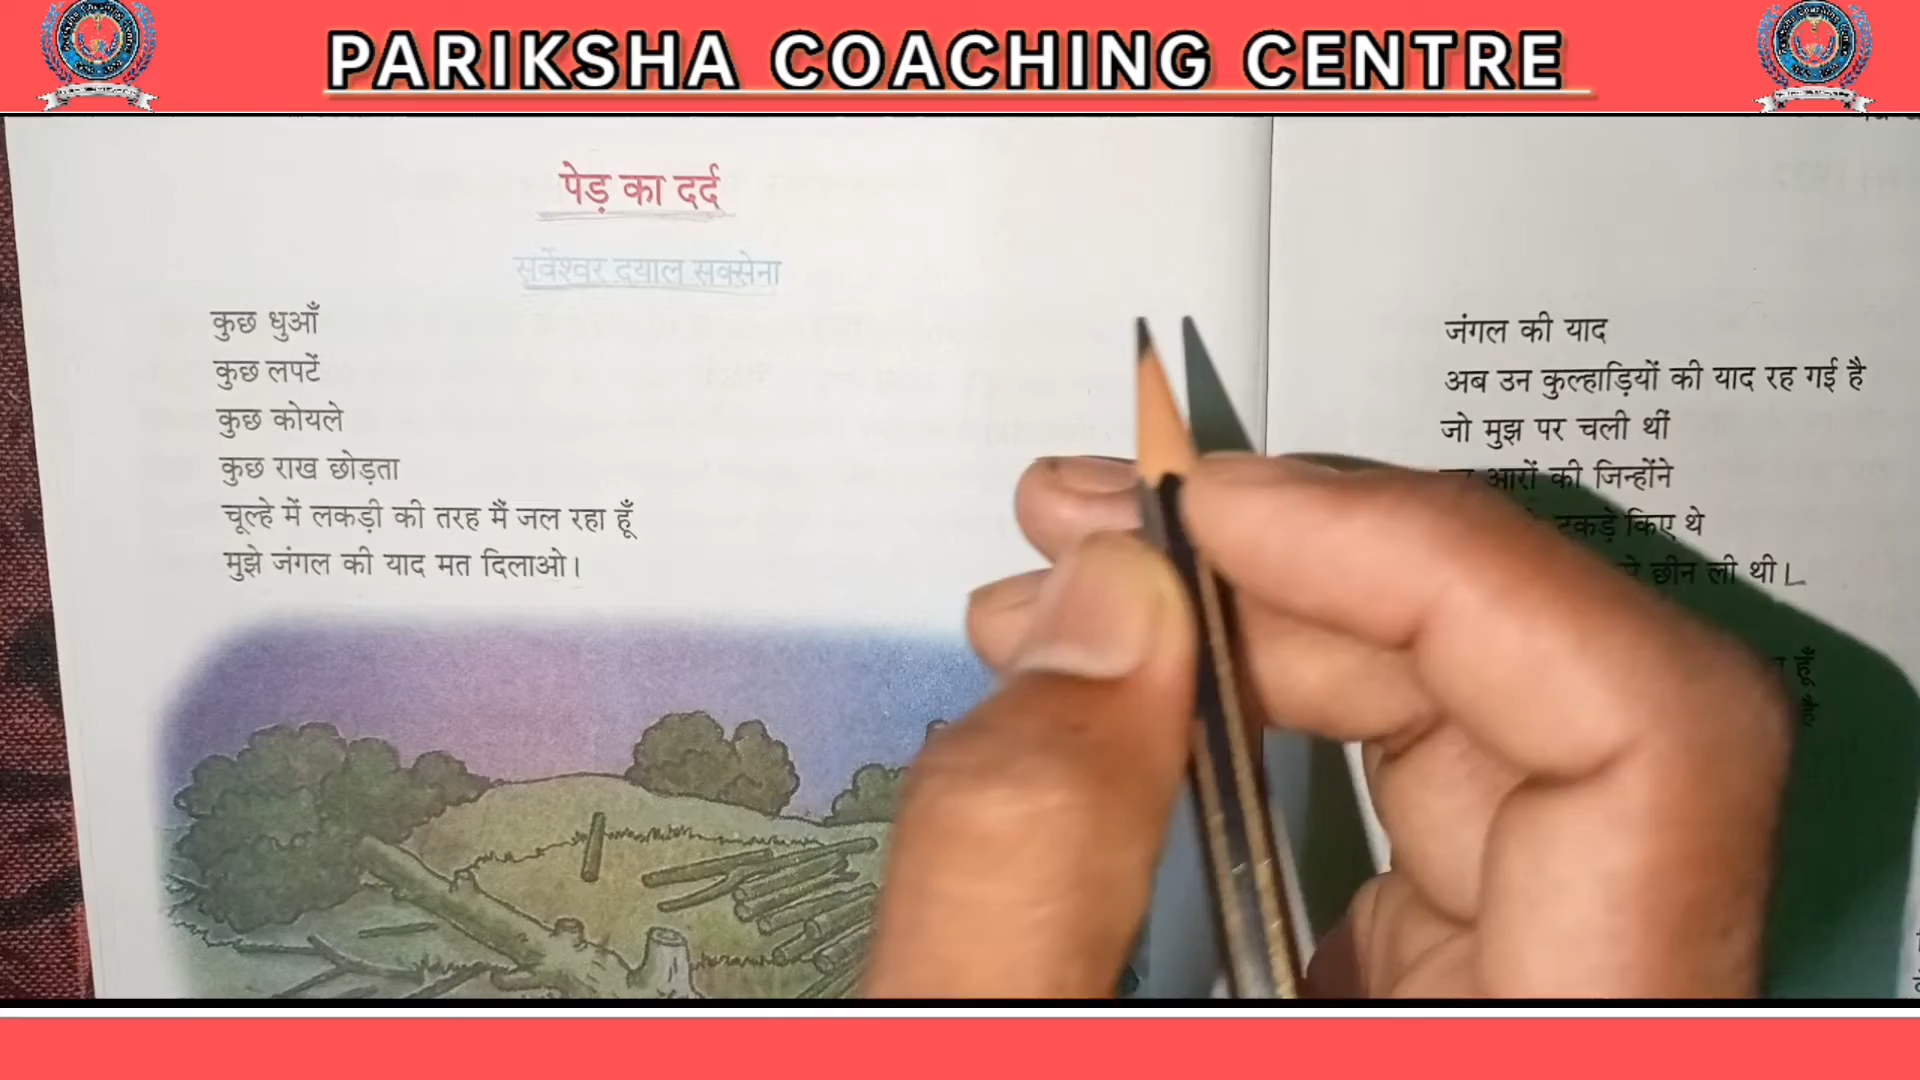 PARIKSHA COACHING CENTRE
पेड़ का दर्द
सर्वेश्वर दयाल सक्सेना
कुछ धुआँ
कुछ लपटें
कुछ कोयले
कुछ राख छोड़ता
चूल्हे में लकड़ी की तरह मैं जल रहा हूँ
मुझे जंगल की याद मत दिलाओ।
जंगल की याद
अब उन कुल्हाड़ियों की याद रह गई है
जो मुझ पर चली थीं
आरों की जिन्होंने
टुकड़े किए थे
छीन ली थी।